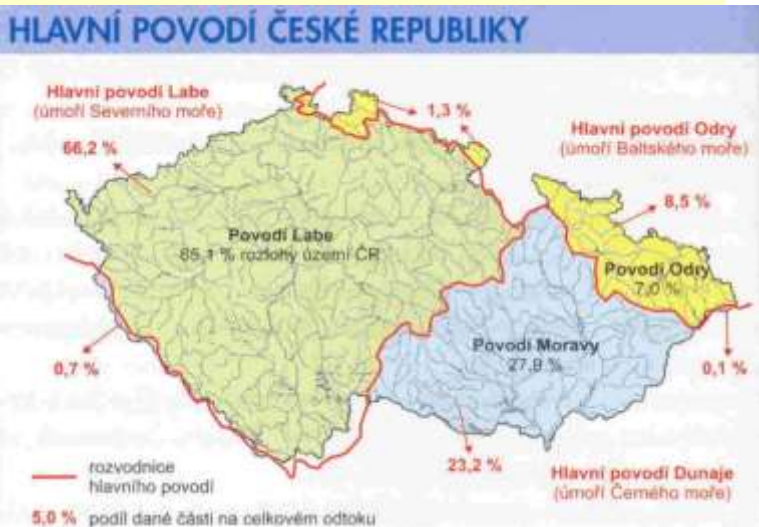 HLAVNÍ POVODÍ ČESKÉ REPUBLIKY
Hlavní povodí Labe
(úmoří Severního moře)
1,3 %
66,2 %
Hlavní povodí Odry
(úmoří Baltského moře)
8,5 %
Povodí Labe
65,1 % rozlohy území ČR
Povodí Odry
7,0 %
Povodí Moravy
27,9 %
0,7 %
0,1 %
23,2 %
rozvodnice
hlavního povodí
Hlavní povodí Dunaje
(úmoří Černého moře)
5,0 % podíl dané části na celkovém odtoku